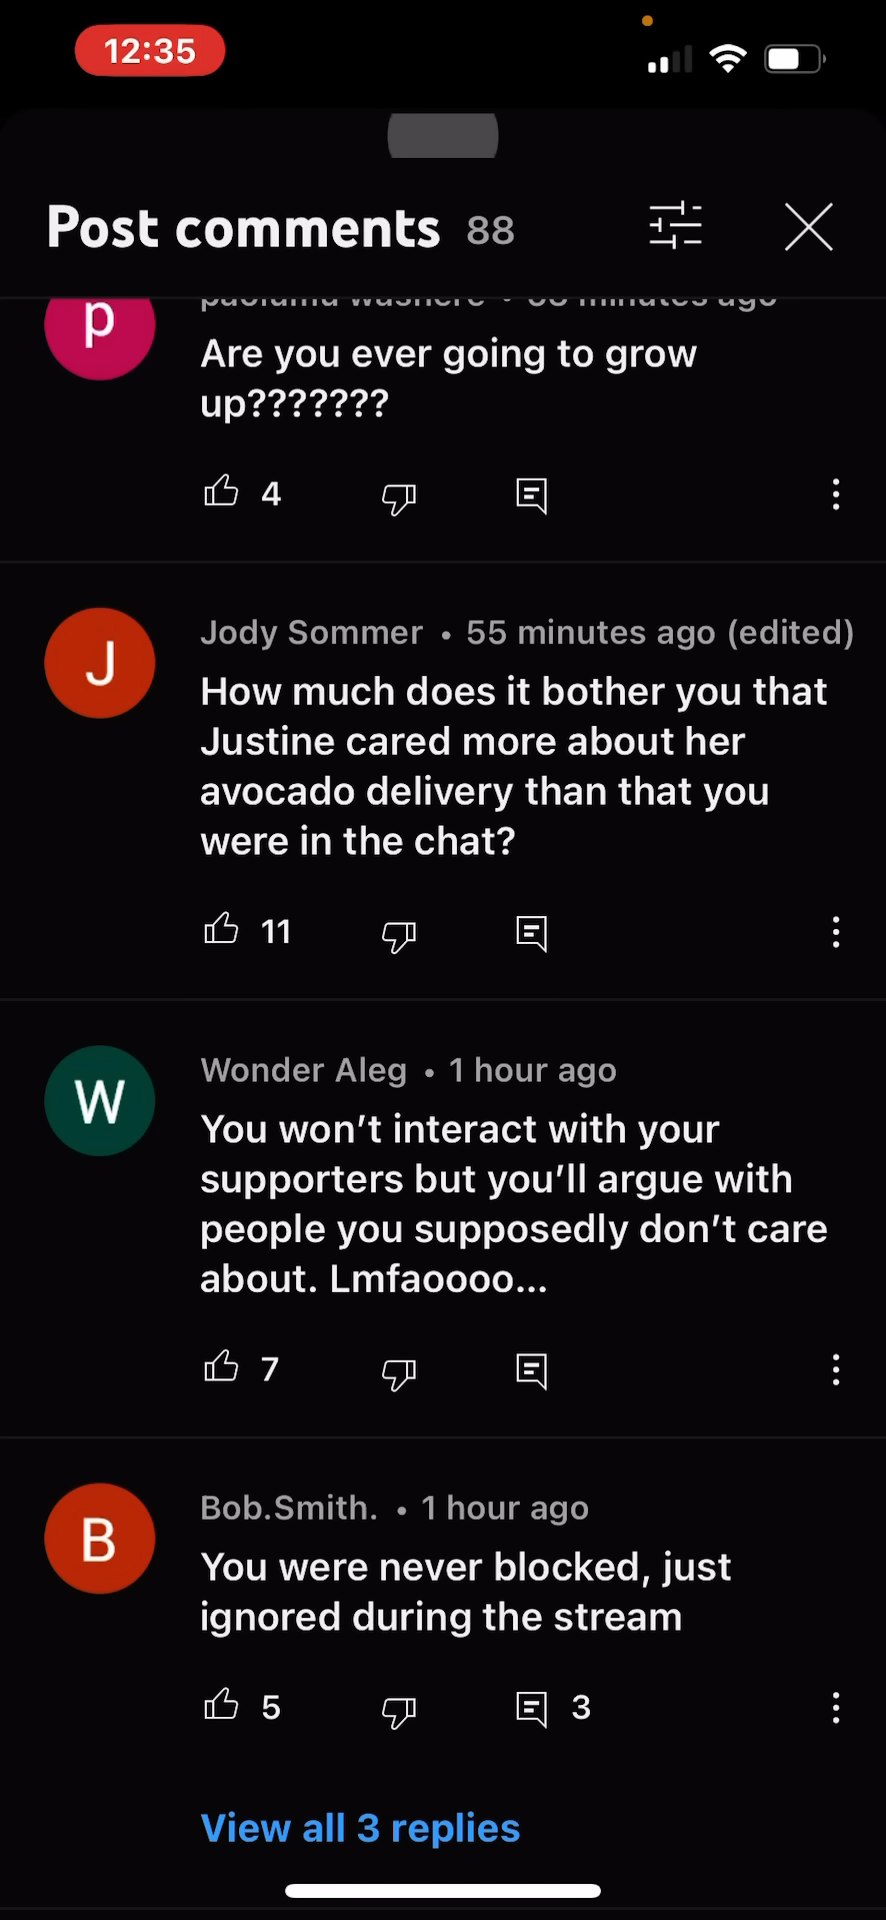 12:35
Post comments 88
p
minutes ago
Are you ever going to grow
up???????
4
J
Jody Sommer • 55 minutes ago (edited)
How much does it bother you that
Justine cared more about her
avocado delivery than that you
were in the chat?
11
W
Wonder Aleg • 1 hour ago
You won't interact with your
supporters but you'll argue with
people you supposedly don't care
about. Lmfaoooo...
7
B
Bob.Smith. • 1 hour ago
You were never blocked, just
ignored during the stream
5 3
View all 3 replies